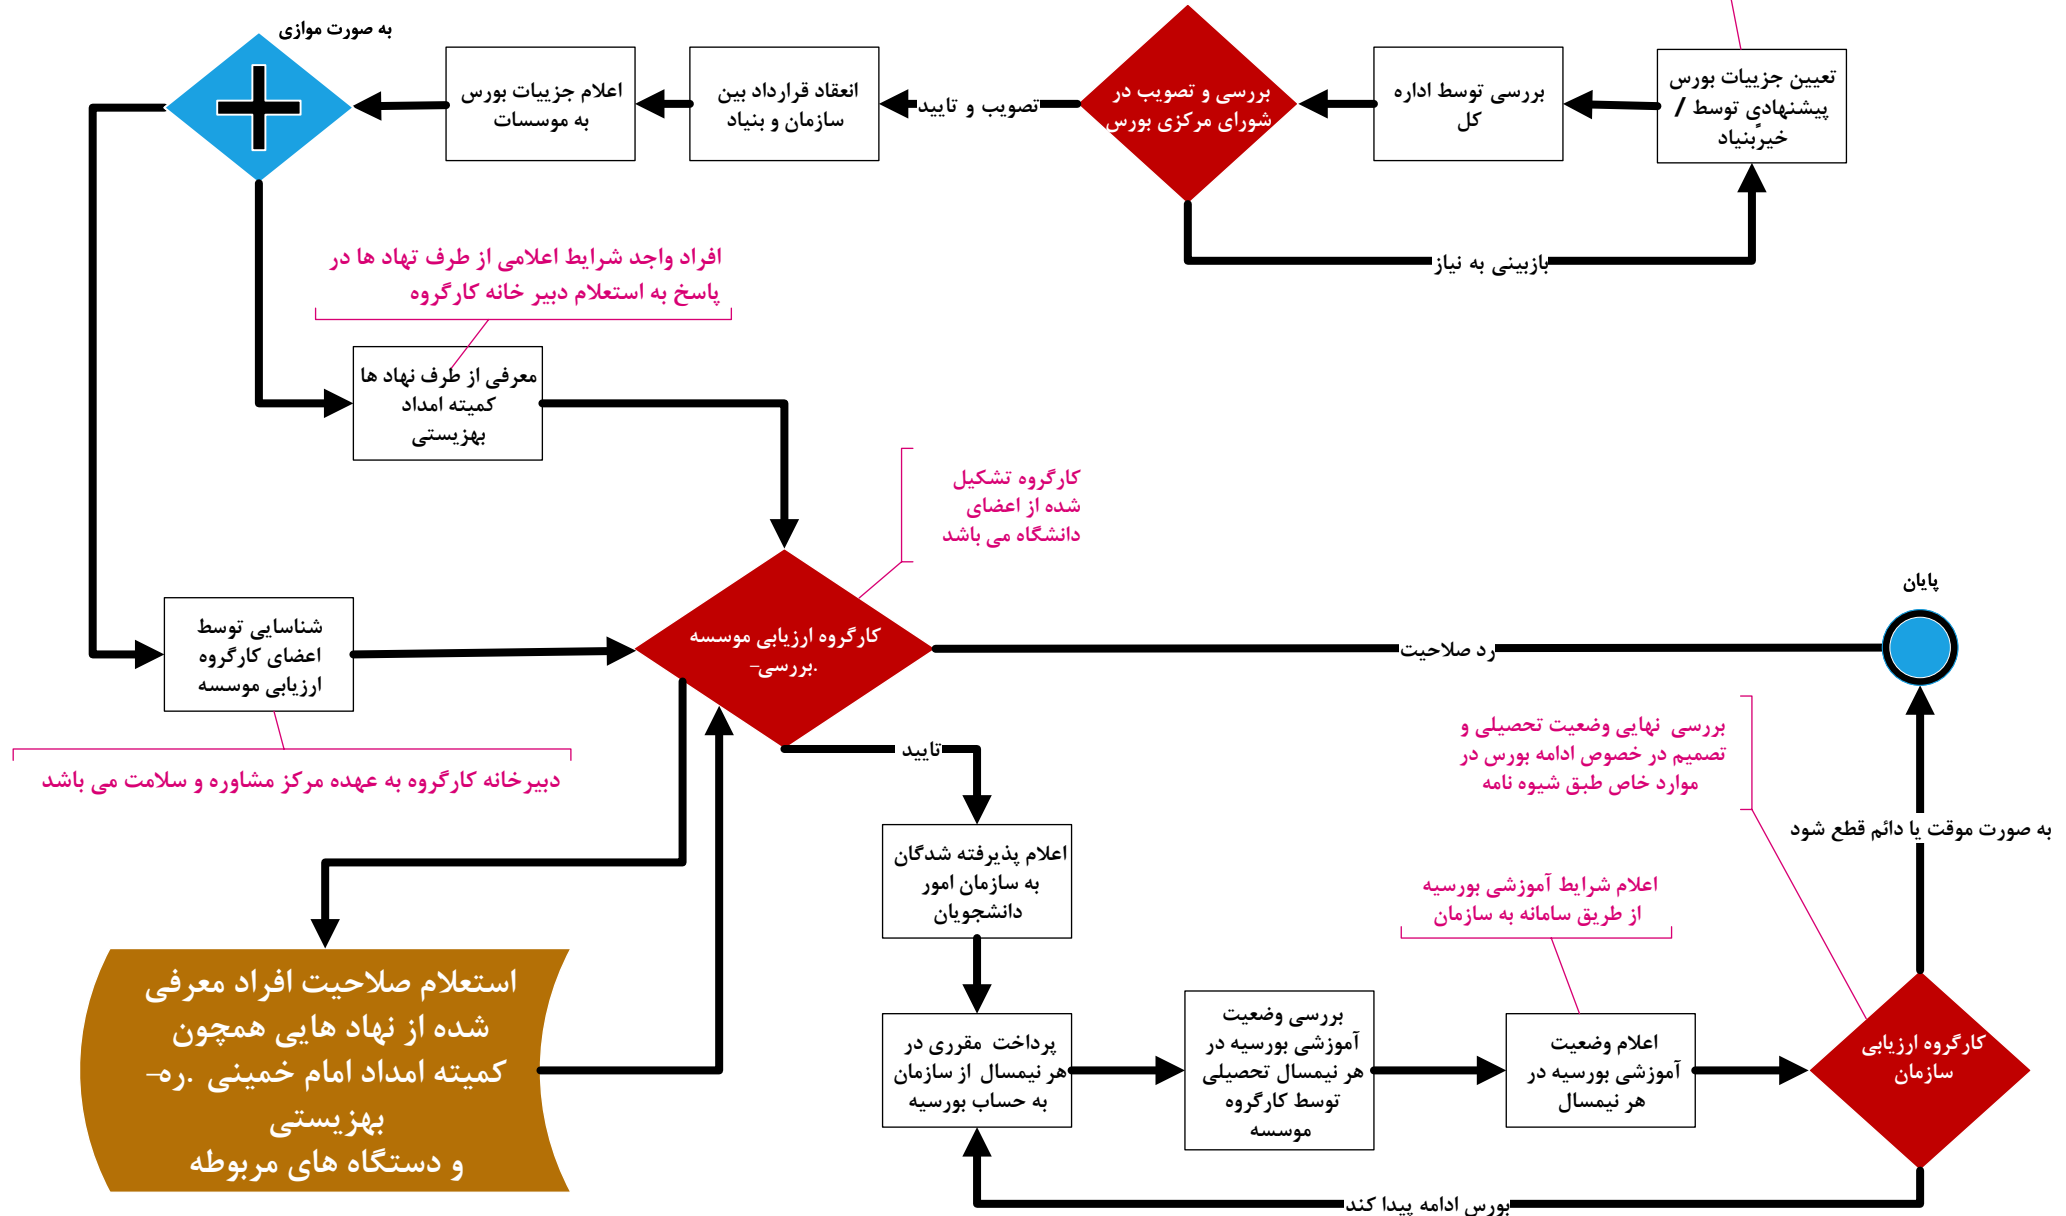 تعیین جزییات بورس
پیشنهادی توسط /
خیربنیاد
بررسی توسط اداره
کل
بررسی و تصویب در
شورای مرکزی بورس
تصویب و تایید
انعقاد قرارداد بین
سازمان و بنیاد
اعلام جزییات بورس
به موسسات
به صورت موازی
بازبینی به نیاز
افراد واجد شرایط اعلامی از طرف تهاد ها در
پاسخ به استعلام دبیر خانه کارگروه
معرفی از طرف نهاد ها
کمیته امداد
بهزیستی
کارگروه تشکیل
شده از اعضای
دانشگاه می باشد
شناسایی توسط
اعضای کارگروه
ارزیابی موسسه
دبیرخانه کارگروه به عهده مرکز مشاوره و سلامت می باشد
کارگروه ارزیابی موسسه
-بررسی.
رد صلاحیت
پایان
تایید
اعلام پذیرفته شدگان
به سازمان امور
دانشجویان
استعلام صلاحیت افراد معرفی
شده از نهاد هایی همچون
کمیته امداد امام خمینی .ره-
بهزیستی
و دستگاه های مربوطه
پرداخت مقرری در
هر نیمسال از سازمان
به حساب بورسیه
بررسی وضعیت
آموزشی بورسیه در
هر نیمسال تحصیلی
توسط کارگروه
موسسه
اعلام شرایط آموزشی بورسیه
از طریق سامانه به سازمان
اعلام وضعیت
آموزشی بورسیه در
هر نیمسال
بررسی نهایی وضعیت تحصیلی و
تصمیم در خصوص ادامه بورس در
موارد خاص طبق شیوه نامه
کارگروه ارزیابی
سازمان
به صورت موقت یا دائم قطع شود
بورس ادامه پیدا کند